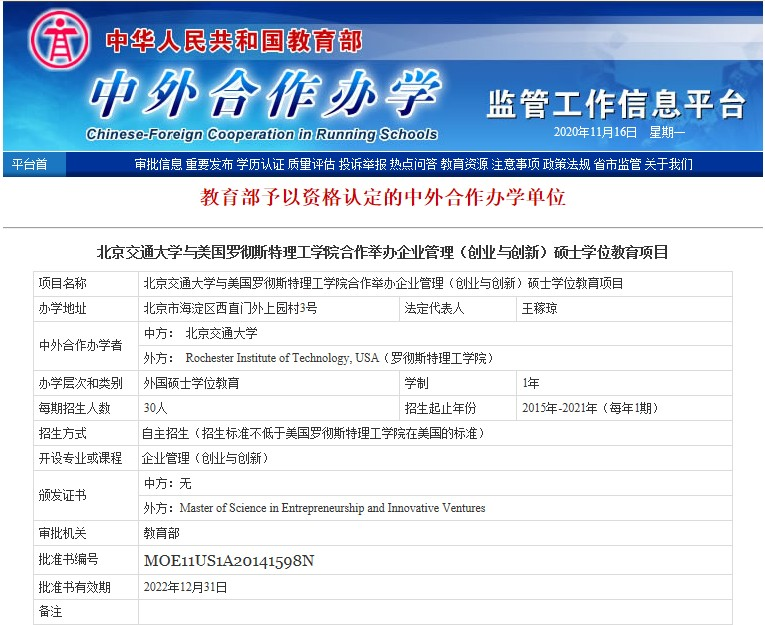 中华人民共和国教育部
中外合作办学
Chinese-Foreign Cooperation in Running Schools
监管工作信息平台
2020年11月16日 星期一
平台首 审批信息 重要发布 学历认证 质量评估 投诉举报 热点问答 教育资源 注意事项 政策法规 省市监管 关于我们
教育部予以资格认定的中外合作办学单位
北京交通大学与美国罗彻斯特理工学院合作举办企业管理（创业与创新）硕士学位教育项目
项目名称 北京交通大学与美国罗彻斯特理工学院合作举办企业管理（创业与创新）硕士学位教育项目
办学地址 北京市海淀区西直门外上园村3号 法定代表人 王稼琼
中外合作办学者
中方： 北京交通大学
外方： Rochester Institute of Technology, USA（罗彻斯特理工学院）
办学层次和类别 外国硕士学位教育 学制 1年
每期招生人数 30人 招生起止年份 2015年-2021年（每年1期）
招生方式 自主招生（招生标准不低于美国罗彻斯特理工学院在美国的标准）
开设专业或课程 企业管理（创业与创新）
颁发证书
中方：无
外方：Master of Science in Entrepreneurship and Innovative Ventures
审批机关 教育部
批准书编号 MOE11US1A20141598N
批准书有效期 2022年12月31日
备注